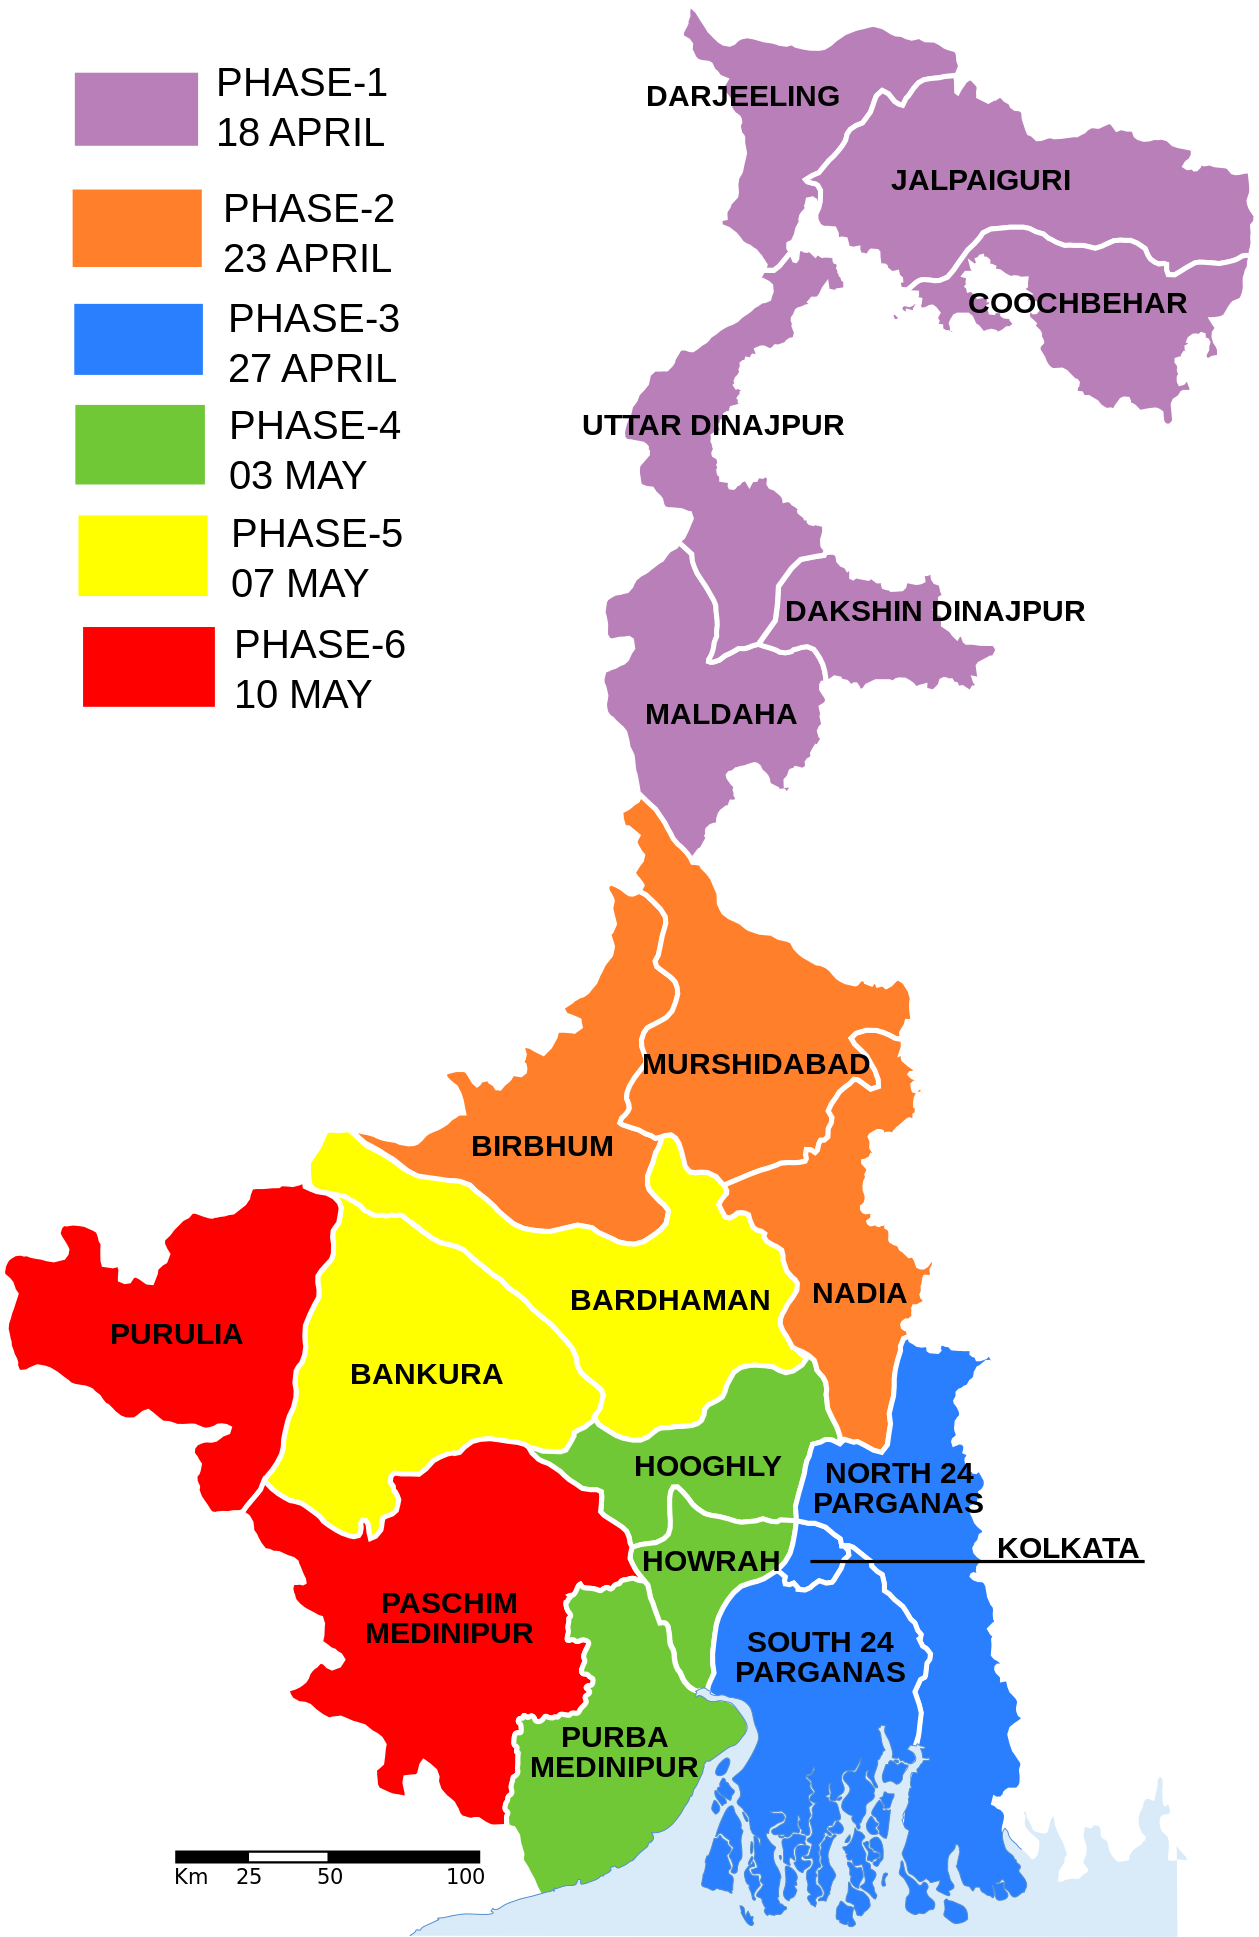 PHASE-1
18 APRIL
PHASE-2
23 APRIL
PHASE-3
27 APRIL
PHASE-4
03 MAY
PHASE-5
07 MAY
PHASE-6
10 MAY
DARJEELING
JALPAIGURI
COOCHBEHAR
UTTAR DINAJPUR
DAKSHIN DINAJPUR
MALDAHA
MURSHIDABAD
BIRBHUM
NADIA
BARDHAMAN
PURULIA
BANKURA
HOOGHLY
NORTH 24
PARGANAS
KOLKATA
HOWRAH
PASCHIM
MEDINIPUR
SOUTH 24
PARGANAS
PURBA
MEDINIPUR
Km 25 50 100